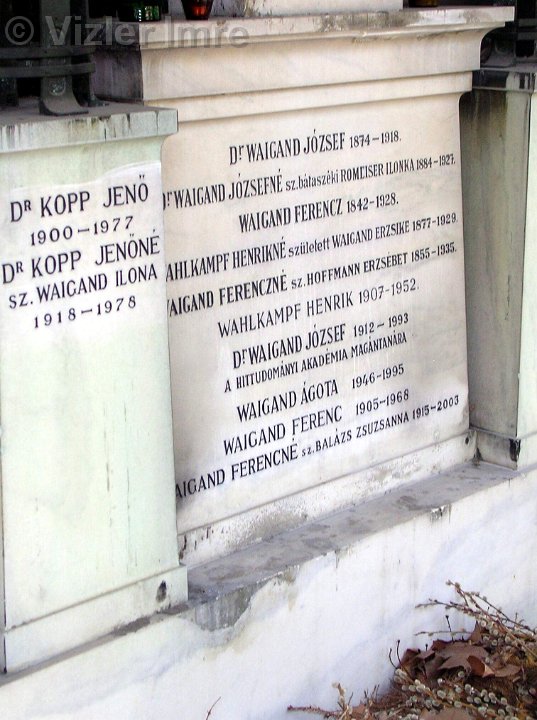 © Vizler Imre
Dr KOPP JENŐ
1900-1977
Dr KOPP JENŐNÉ
SZ. WAIGAND ILONA
1918-1978
Dr WAIGAND JÓZSEF 1874-1918.
Dr WAIGAND JÓZSEFNÉ sz. bátaszéki ROMEISER ILONKA 1884-1927.
WAIGAND FERENCZ 1842-1928.
WAHLKAMPF HENRIKNÉ született WAIGAND ERZSIKE 1877-1929.
WAIGAND FERENCZNÉ sz. HOFFMANN ERZSÉBET 1855-1935.
WAHLKAMPF HENRIK 1907-1952.
Dr WAIGAND JÓZSEF 1912-1993
A HITTUDOMÁNYI AKADÉMIA MAGÁNTANÁRA
WAIGAND ÁGOTA 1946-1995
WAIGAND FERENC 1905-1968
WAIGAND FERENCNÉ sz. BALÁZS ZSUZSANNA 1915-2003